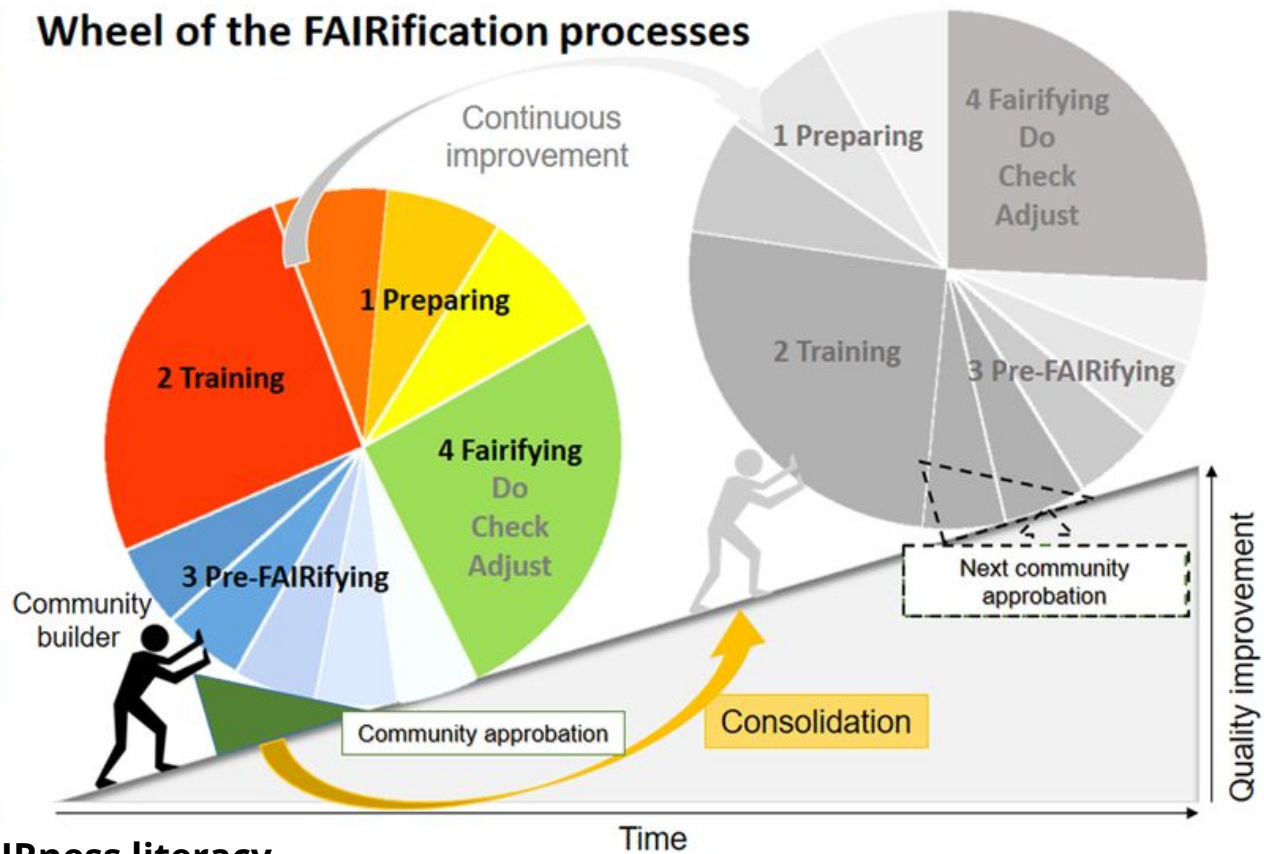 Wheel of the FAIRification processes
Continuous
improvement
1 Preparing
2 Training
4 Fairifying
Do
Check
Adjust
3 Pre-FAIRifying
1 Preparing
4 Fairifying
Do
Check
Adjust
2 Training
3 Pre-FAIRifying
Community
builder
Community approbation
Consolidation
Next community
approbation
Quality improvement
Time
literacy